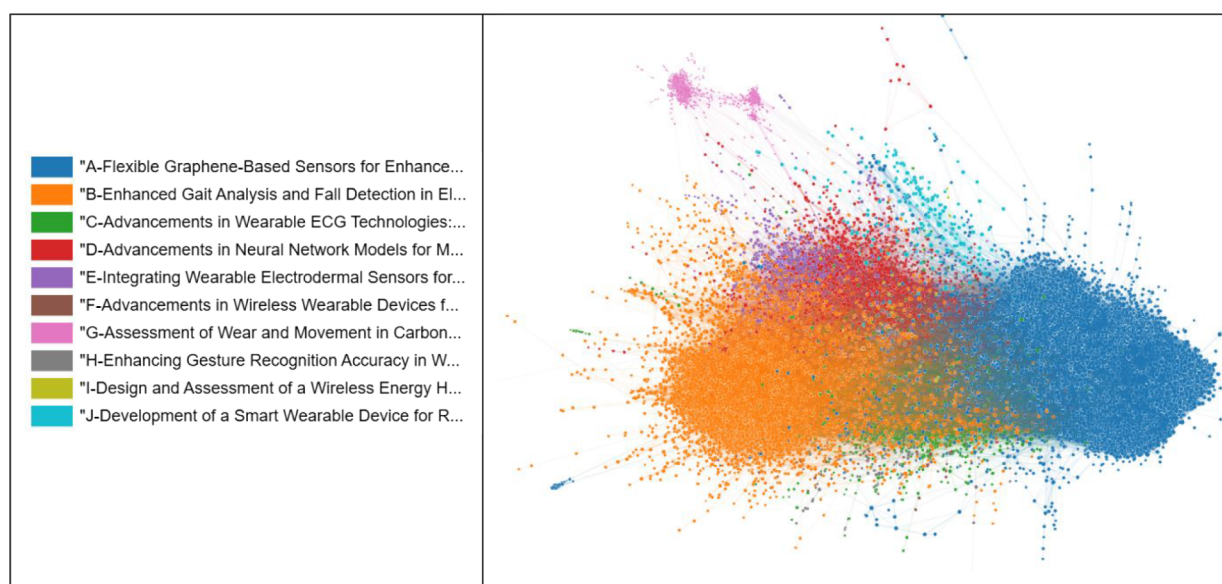 "A-Flexible Graphene-Based Sensors for Enhance...
"B-Enhanced Gait Analysis and Fall Detection in El...
"C-Advancements in Wearable ECG Technologies:...
"D-Advancements in Neural Network Models for M...
"E-Integrating Wearable Electrodermal Sensors for...
"F-Advancements in Wireless Wearable Devices f...
"G-Assessment of Wear and Movement in Carbon...
"H-Enhancing Gesture Recognition Accuracy in W...
"I-Design and Assessment of a Wireless Energy H...
"J-Development of a Smart Wearable Device for R...